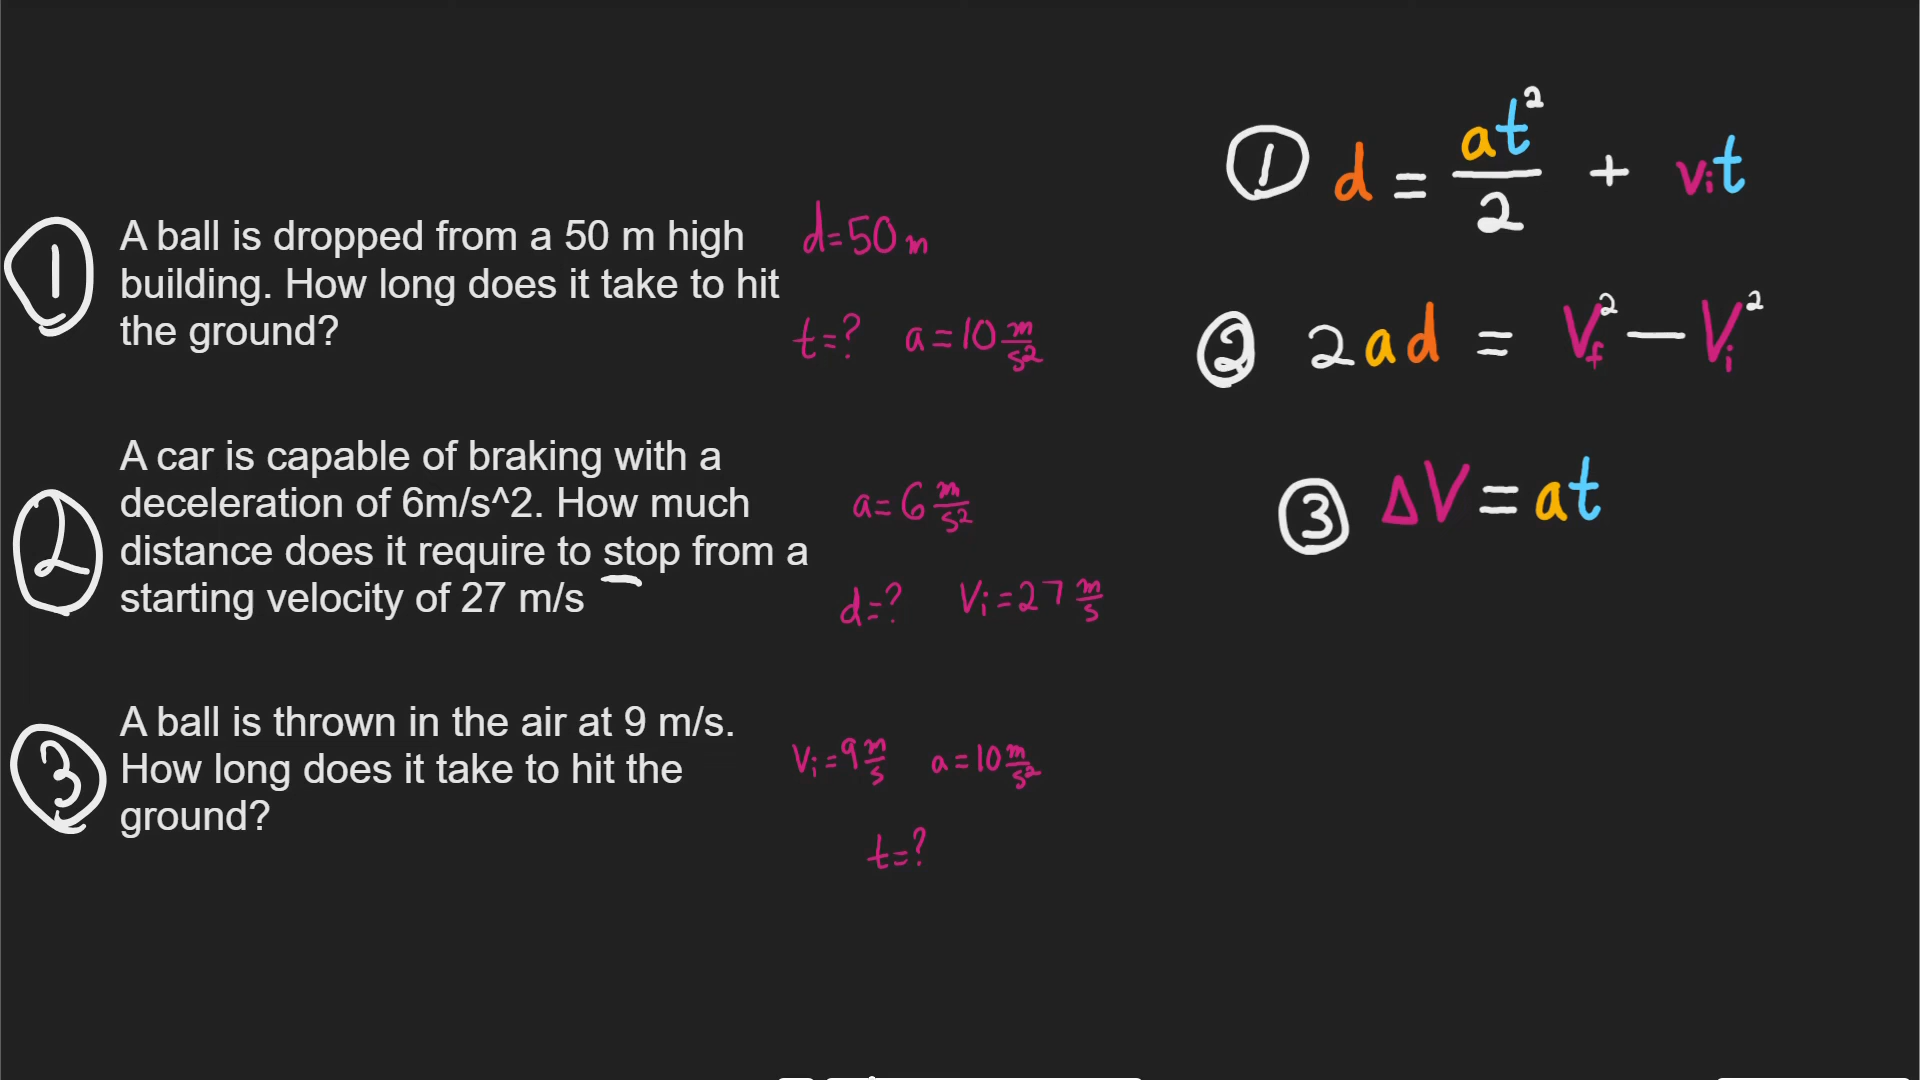 ① d = at²/2 + vᵢt
① A ball is dropped from a 50 m high
building. How long does it take to hit
the ground?
d=50 m
t=? a=10 m/s²
② 2ad = V_f² − Vᵢ²
② A car is capable of braking with a
deceleration of 6m/s^2. How much
distance does it require to stop from a
starting velocity of 27 m/s
a=6 m/s²
d=? Vᵢ=27 m/s
③ ΔV=at
③ A ball is thrown in the air at 9 m/s.
How long does it take to hit the
ground?
Vᵢ=9 m/s a=10 m/s²
t=?